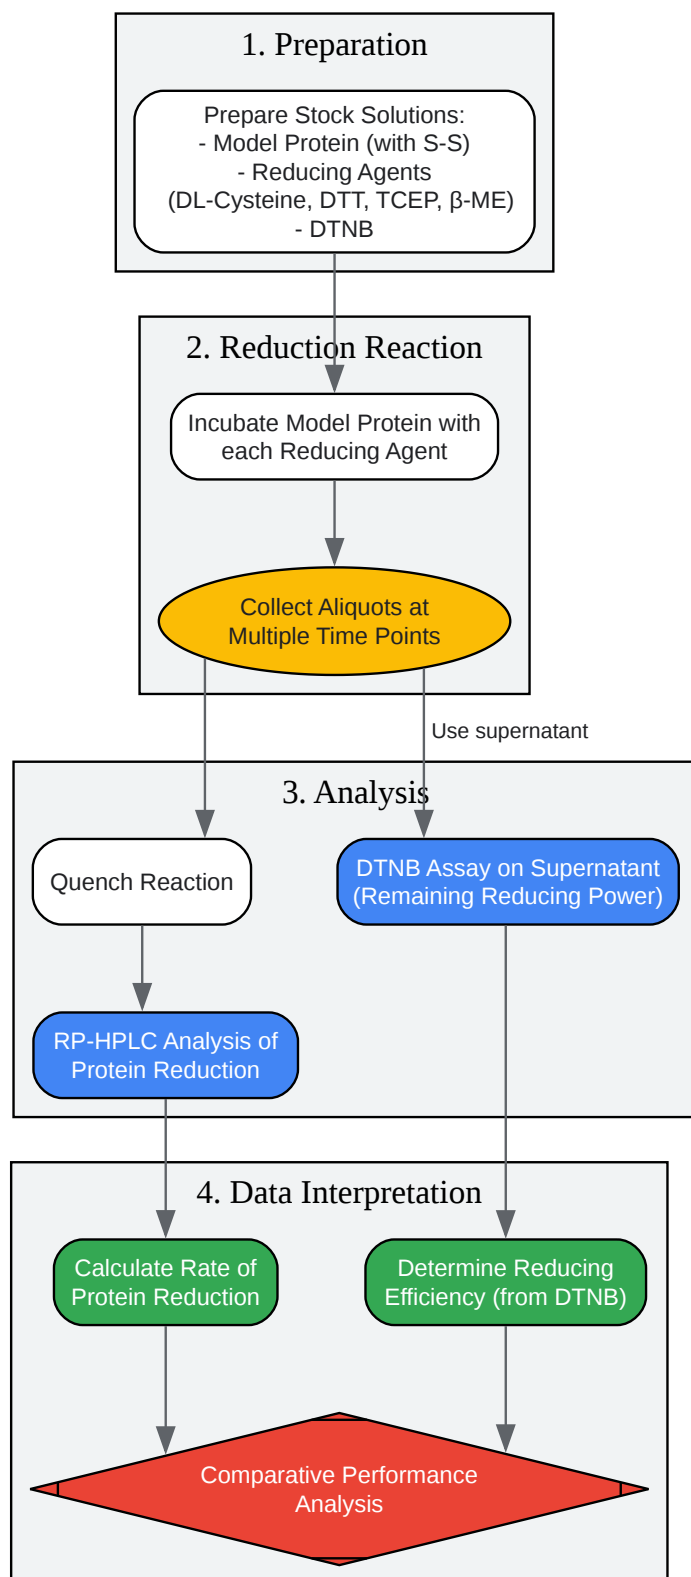 1. Preparation
Prepare Stock Solutions:
- Model Protein (with S-S)
- Reducing Agents
(DL-Cysteine, DTT, TCEP, β-ME)
- DTNB
2. Reduction Reaction
Incubate Model Protein with
each Reducing Agent
Collect Aliquots at
Multiple Time Points
Use supernatant
3. Analysis
Quench Reaction
DTNB Assay on Supernatant
(Remaining Reducing Power)
RP-HPLC Analysis of
Protein Reduction
4. Data Interpretation
Calculate Rate of
Protein Reduction
Determine Reducing
Efficiency (from DTNB)
Comparative Performance
Analysis